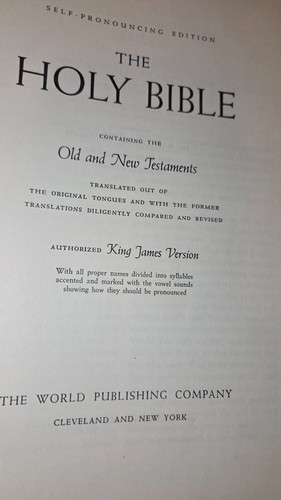 SELF-PRONOUNCING EDITION
THE
HOLY BIBLE
CONTAINING THE
Old and New Testaments
TRANSLATED OUT OF
THE ORIGINAL TONGUES AND WITH THE FORMER
TRANSLATIONS DILIGENTLY COMPARED AND REVISED
AUTHORIZED King James Version
With all proper names divided into syllables
accented and marked with the vowel sounds
showing how they should be pronounced
THE WORLD PUBLISHING COMPANY
CLEVELAND AND NEW YORK